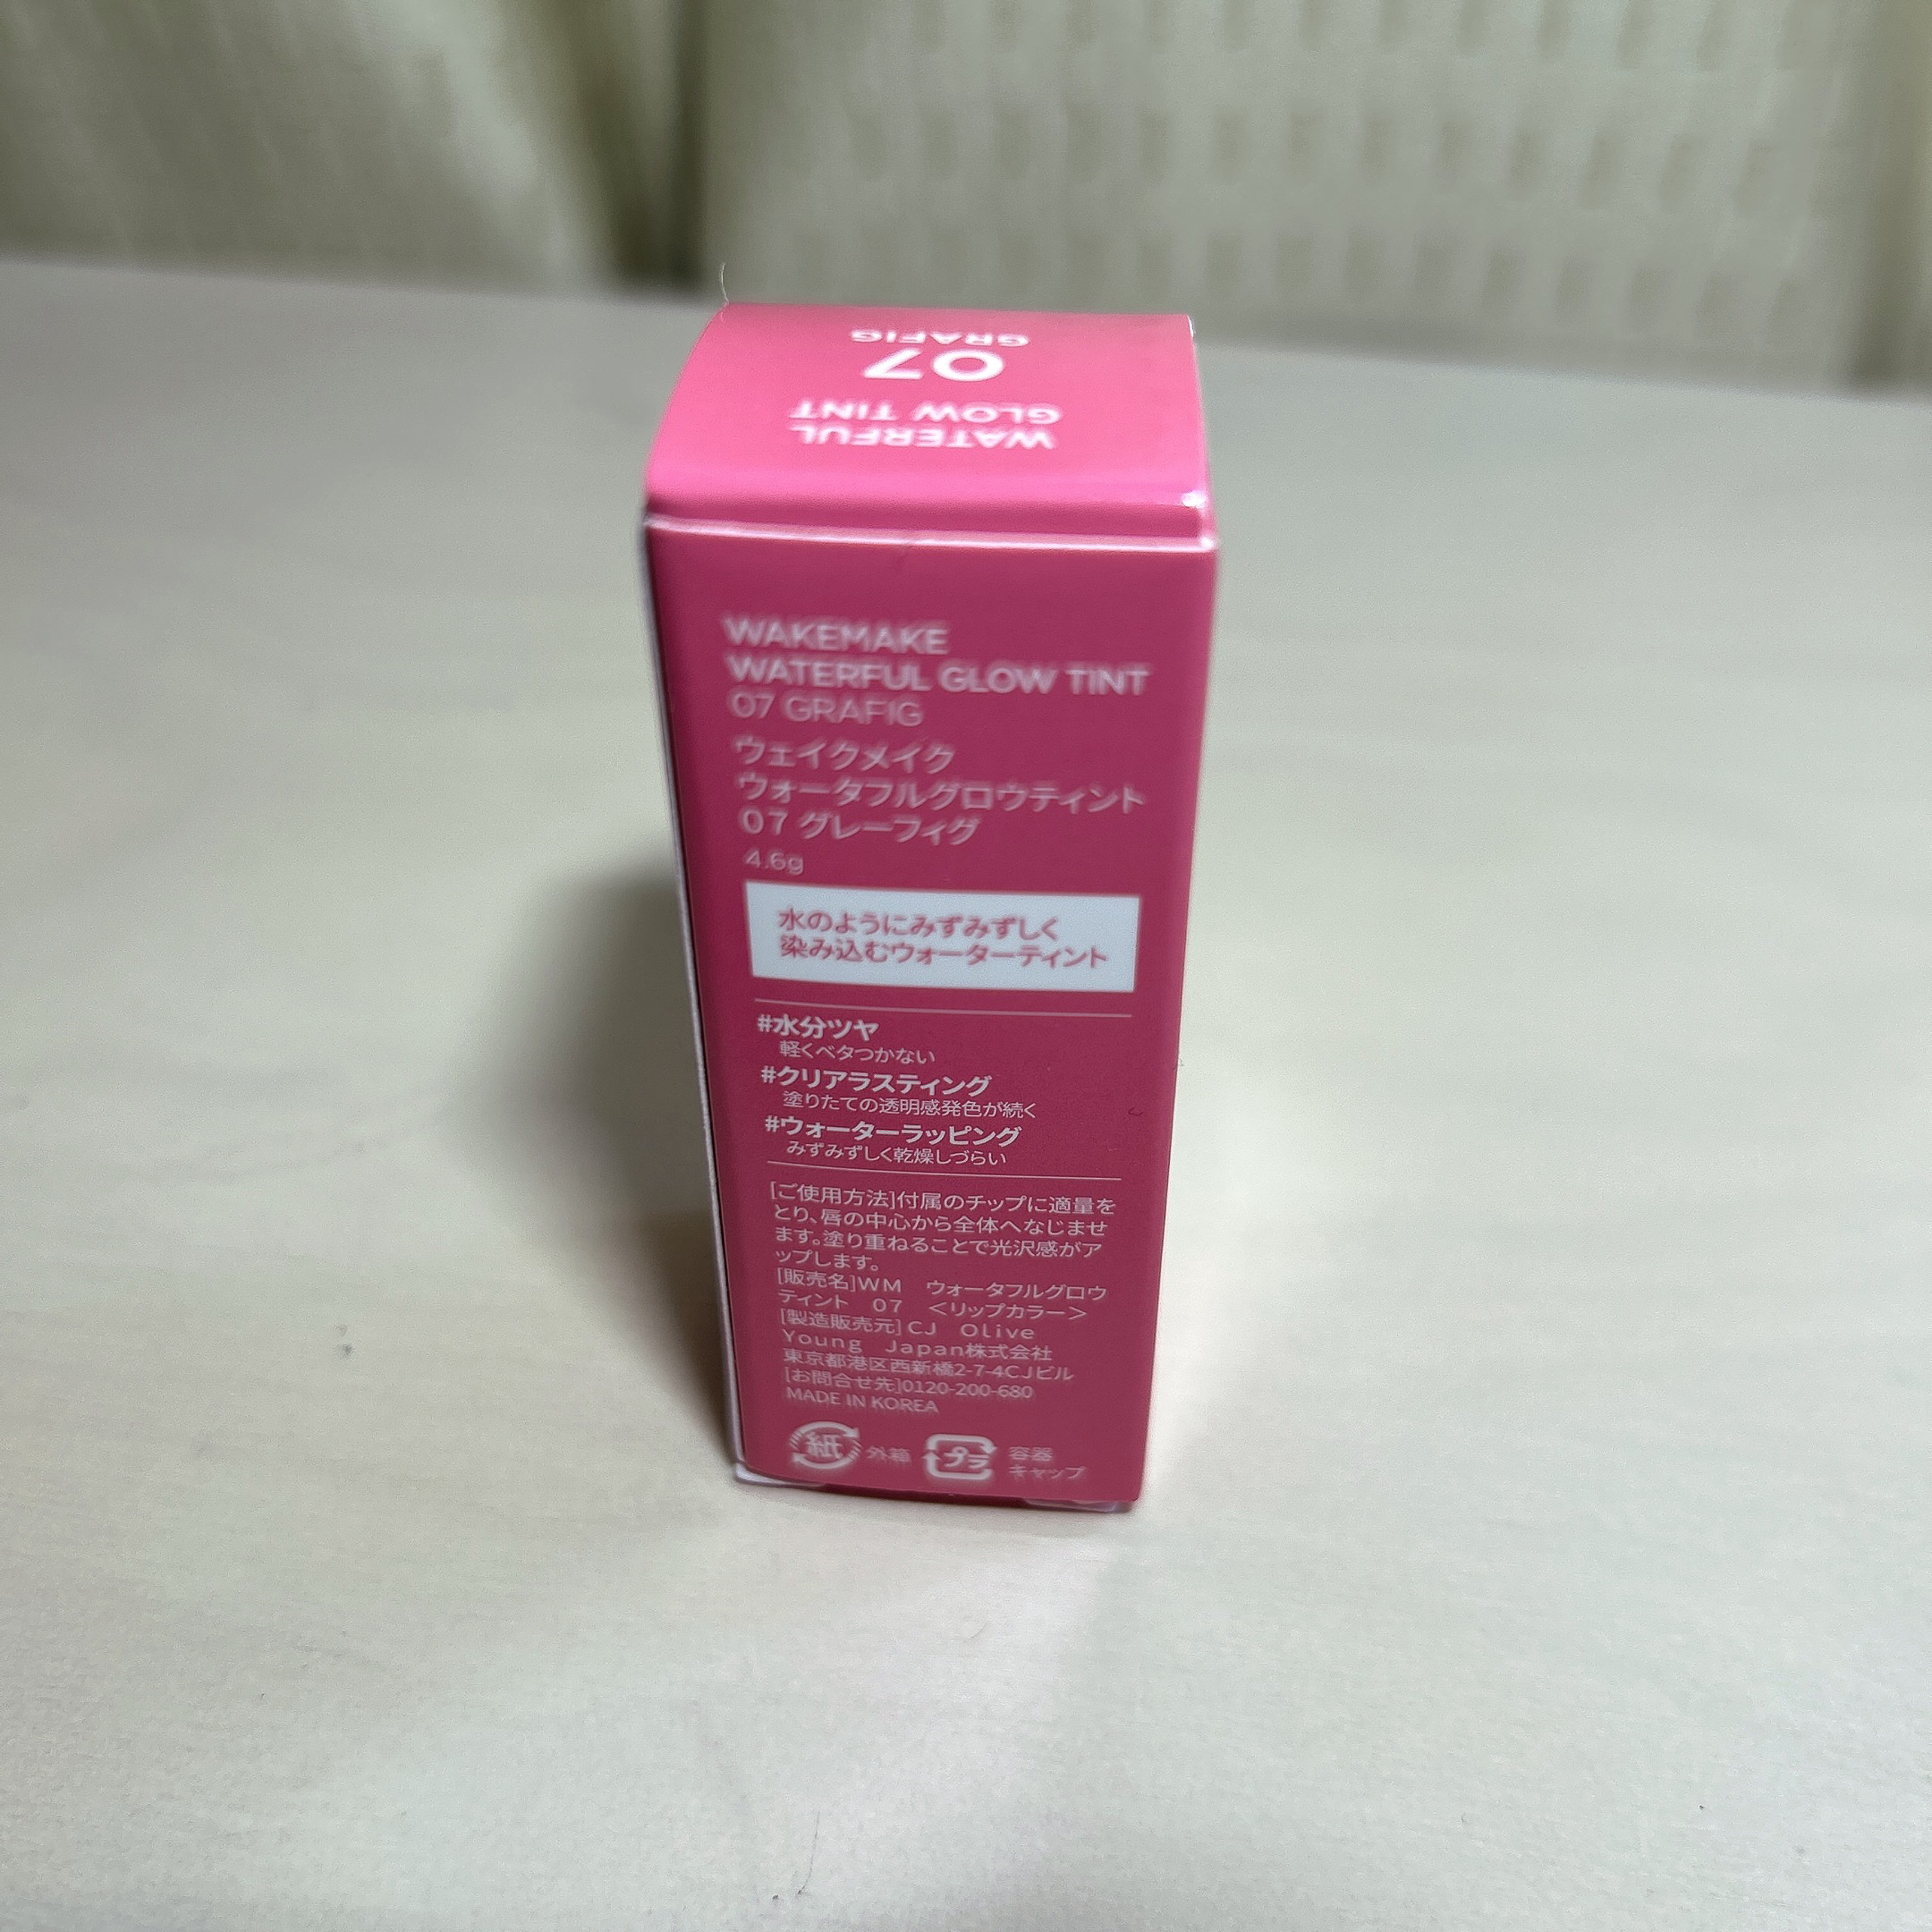 WATERFUL
GLOW TINT
07
GRAFIG
WAKEMAKE
WATERFUL GLOW TINT
07 GRAFIG
ウェイクメイク
ウォータフルグロウティント
07 グレーフィグ
4.6g
水のようにみずみずしく
染み込むウォーターティント
#水分ツヤ
軽くベタつかない
#クリアラスティング
塗りたての透明感発色が続く
#ウォーターラッピング
みずみずしく乾燥しづらい
[ご使用方法]付属のチップに適量を
とり、唇の中心から全体へなじませ
ます。塗り重ねることで光沢感がア
ップします。
[販売名]WM ウォータフルグロウ
ティント 07 <リップカラー>
[製造販売元]CJ Olive
Young Japan株式会社
東京都港区西新橋2-7-4CJビル
[お問合せ先]0120-200-680
MADE IN KOREA
紙 外箱 プラ 容器
キャップ